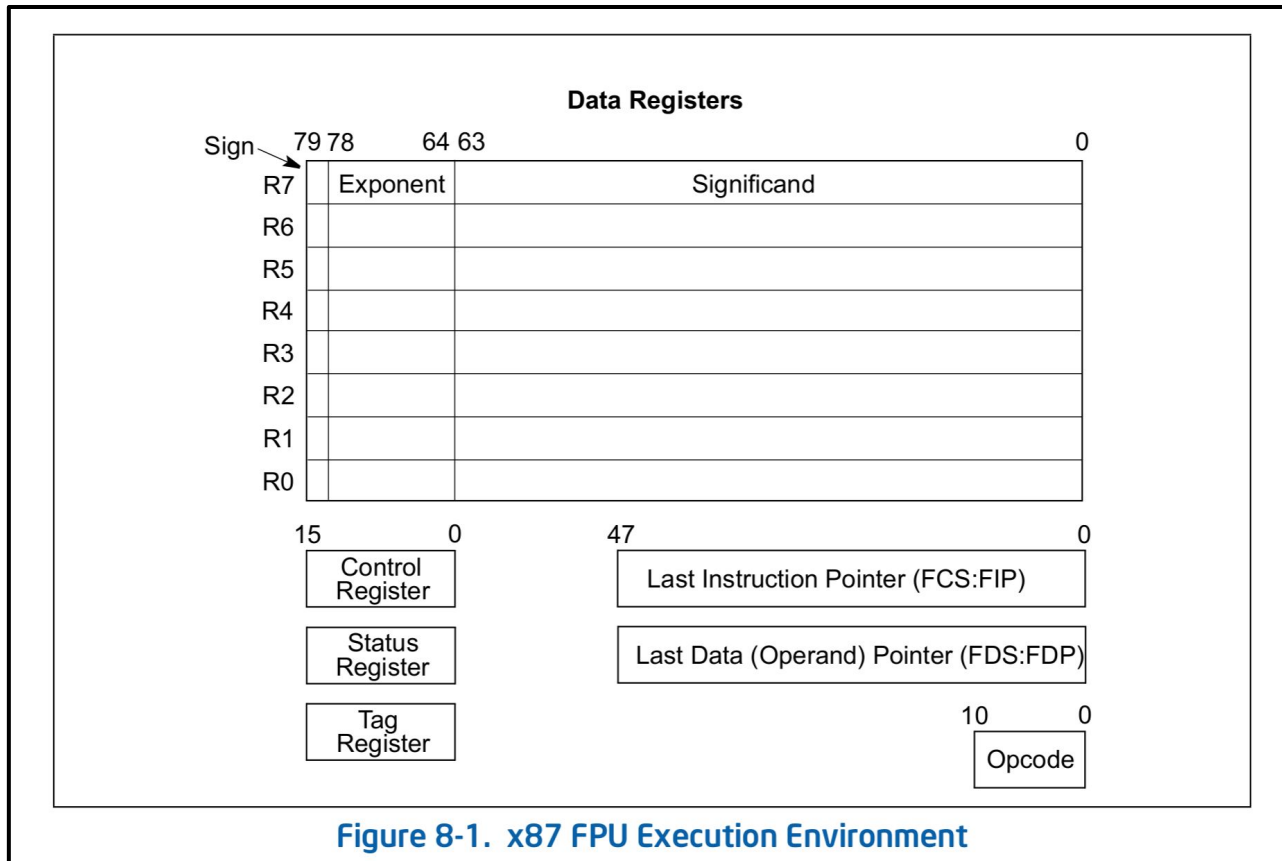 Data Registers
Sign 79 78 64 63 0
R7 Exponent Significand
R6
R5
R4
R3
R2
R1
R0
15 0 47 0
Control
Register
Last Instruction Pointer (FCS:FIP)
Status
Register
Last Data (Operand) Pointer (FDS:FDP)
Tag
Register
10 0
Opcode
Figure 8-1. x87 FPU Execution Environment